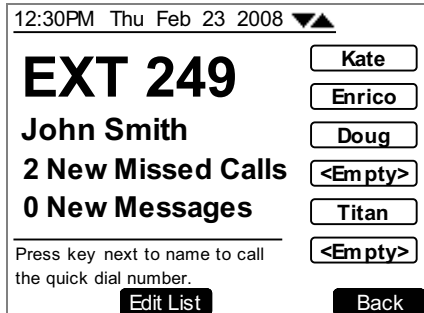 12:30PM Thu Feb 23 2008
EXT 249
John Smith
2 New Missed Calls
0 New Messages
Press key next to name to call
the quick dial number.
Kate
Enrico
Doug
<Empty>
Titan
<Empty>
Edit List
Back